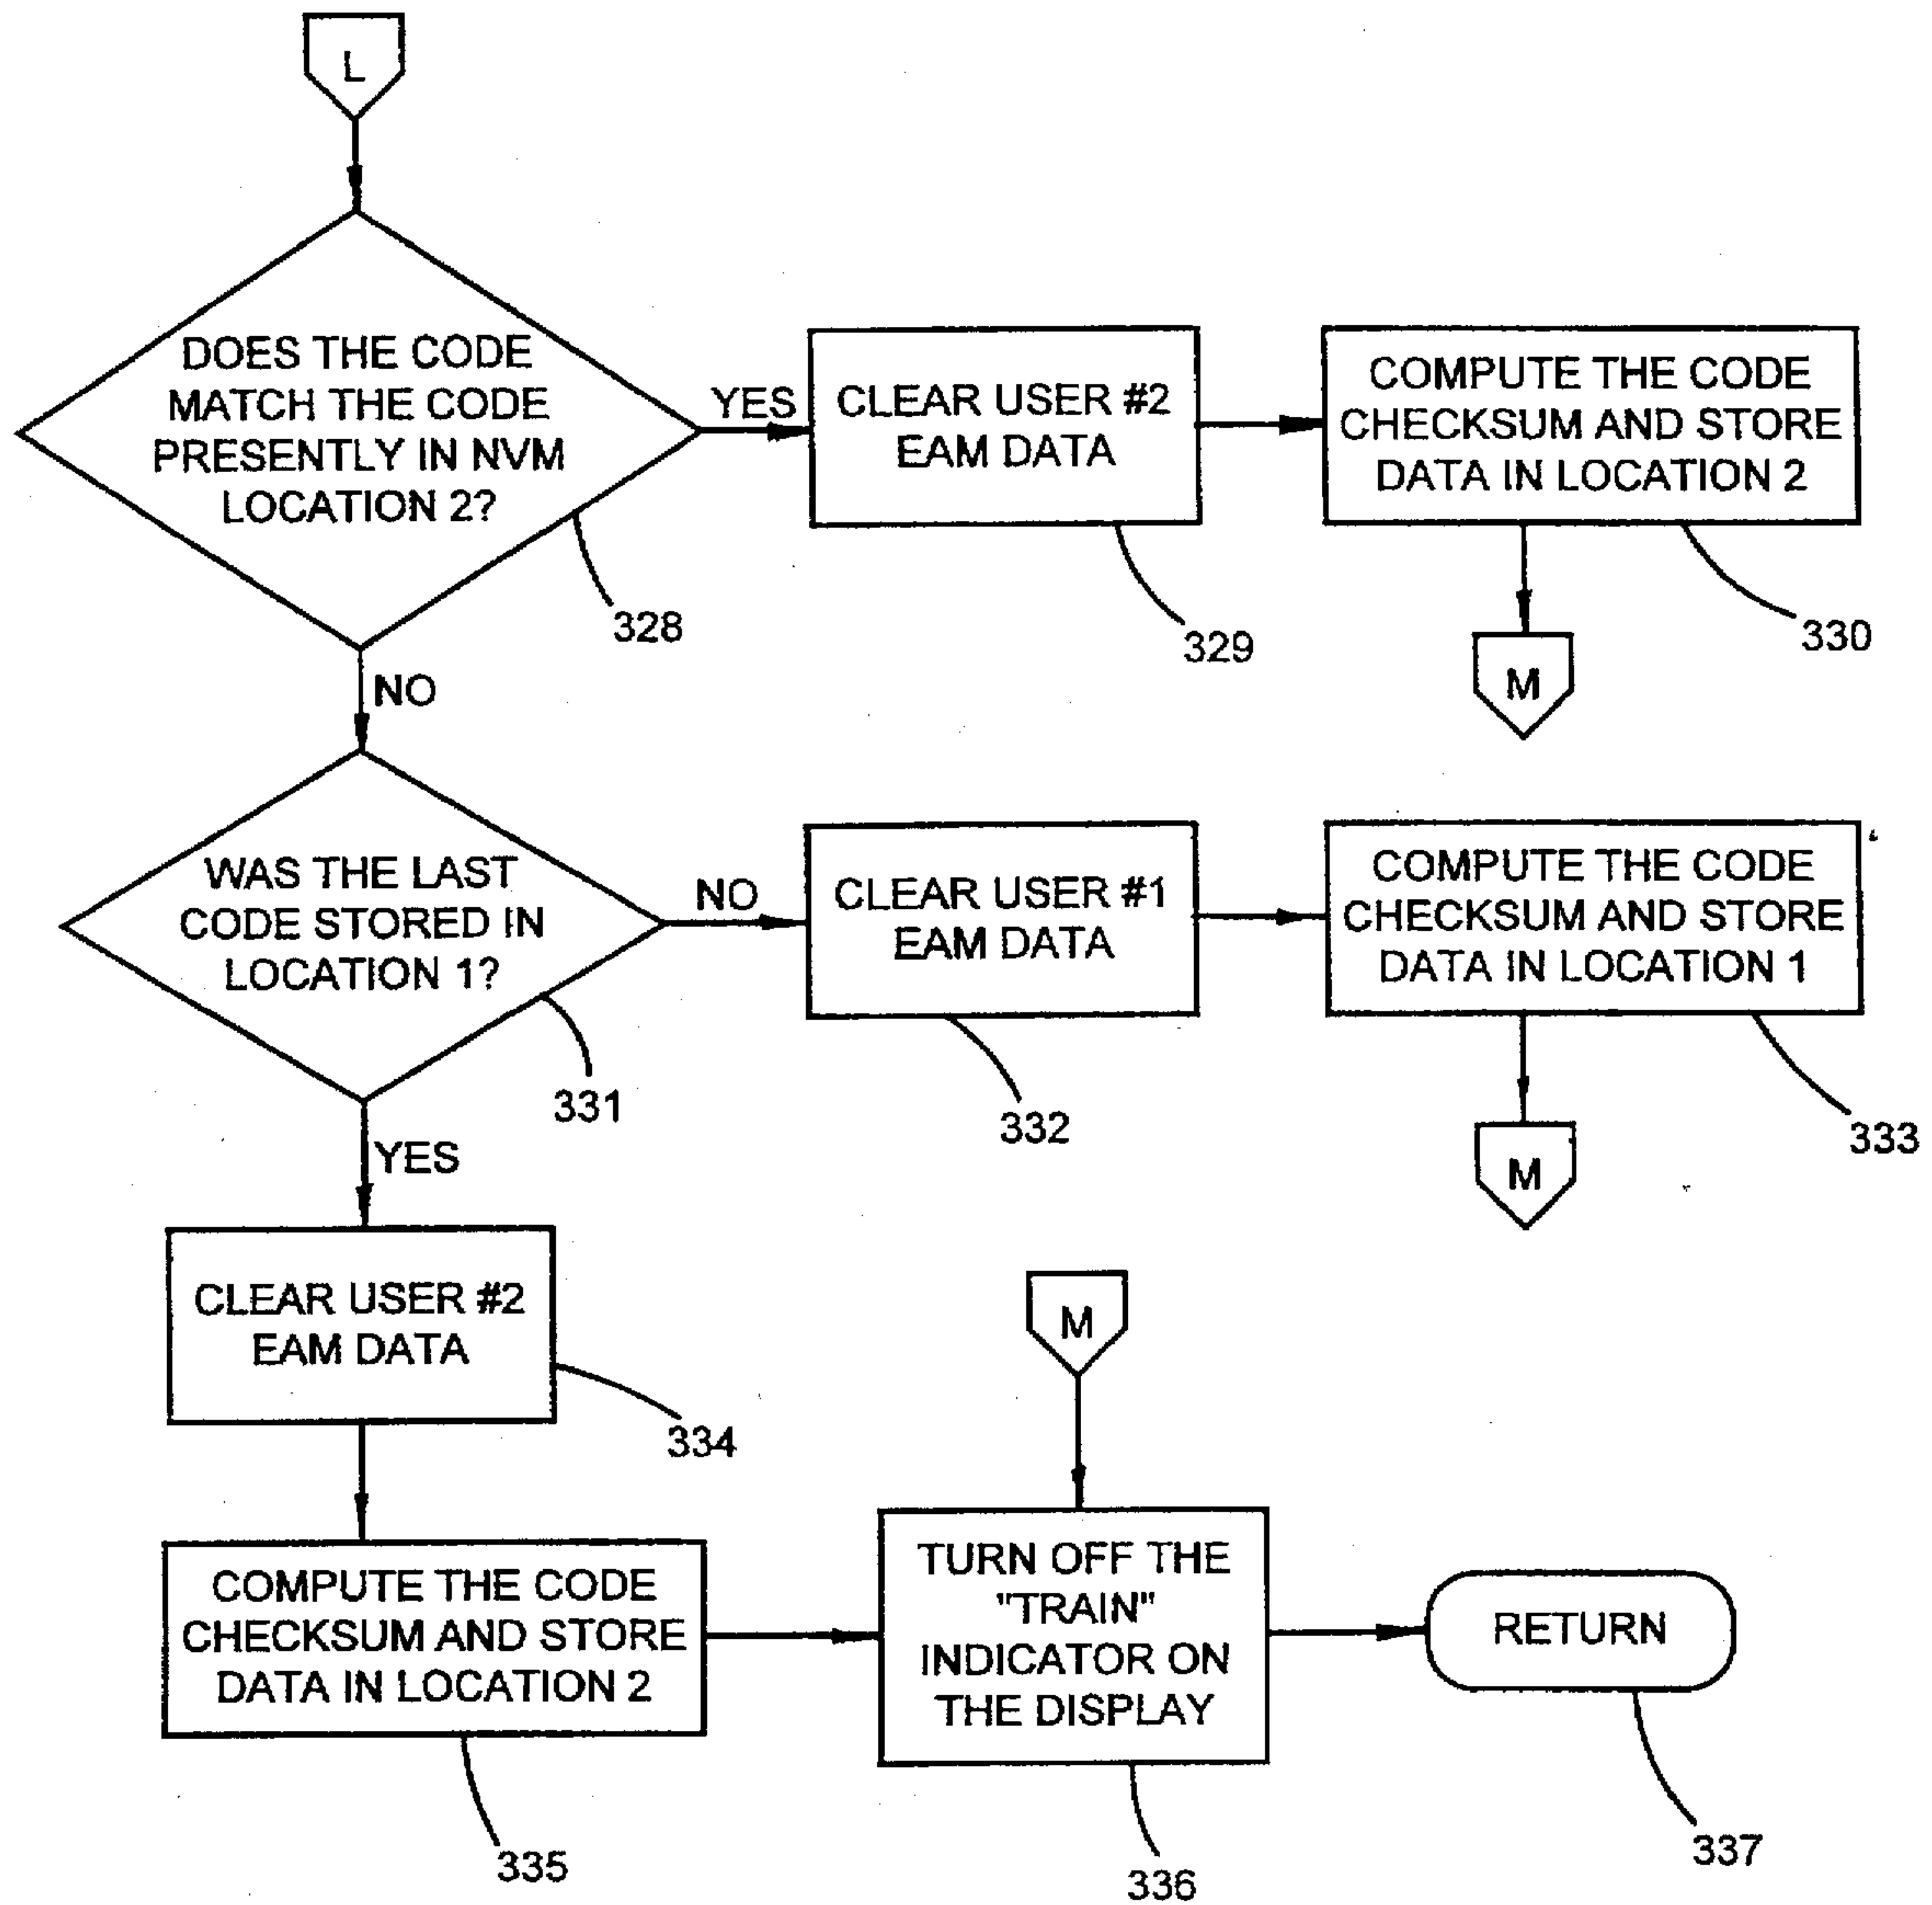 L
DOES THE CODE
MATCH THE CODE
PRESENTLY IN NVM
LOCATION 2?
328
YES
CLEAR USER #2
EAM DATA
329
COMPUTE THE CODE
CHECKSUM AND STORE
DATA IN LOCATION 2
330
M
NO
WAS THE LAST
CODE STORED IN
LOCATION 1?
331
NO
CLEAR USER #1
EAM DATA
332
COMPUTE THE CODE
CHECKSUM AND STORE
DATA IN LOCATION 1
333
M
YES
CLEAR USER #2
EAM DATA
334
COMPUTE THE CODE
CHECKSUM AND STORE
DATA IN LOCATION 2
335
M
TURN OFF THE
"TRAIN"
INDICATOR ON
THE DISPLAY
336
RETURN
337